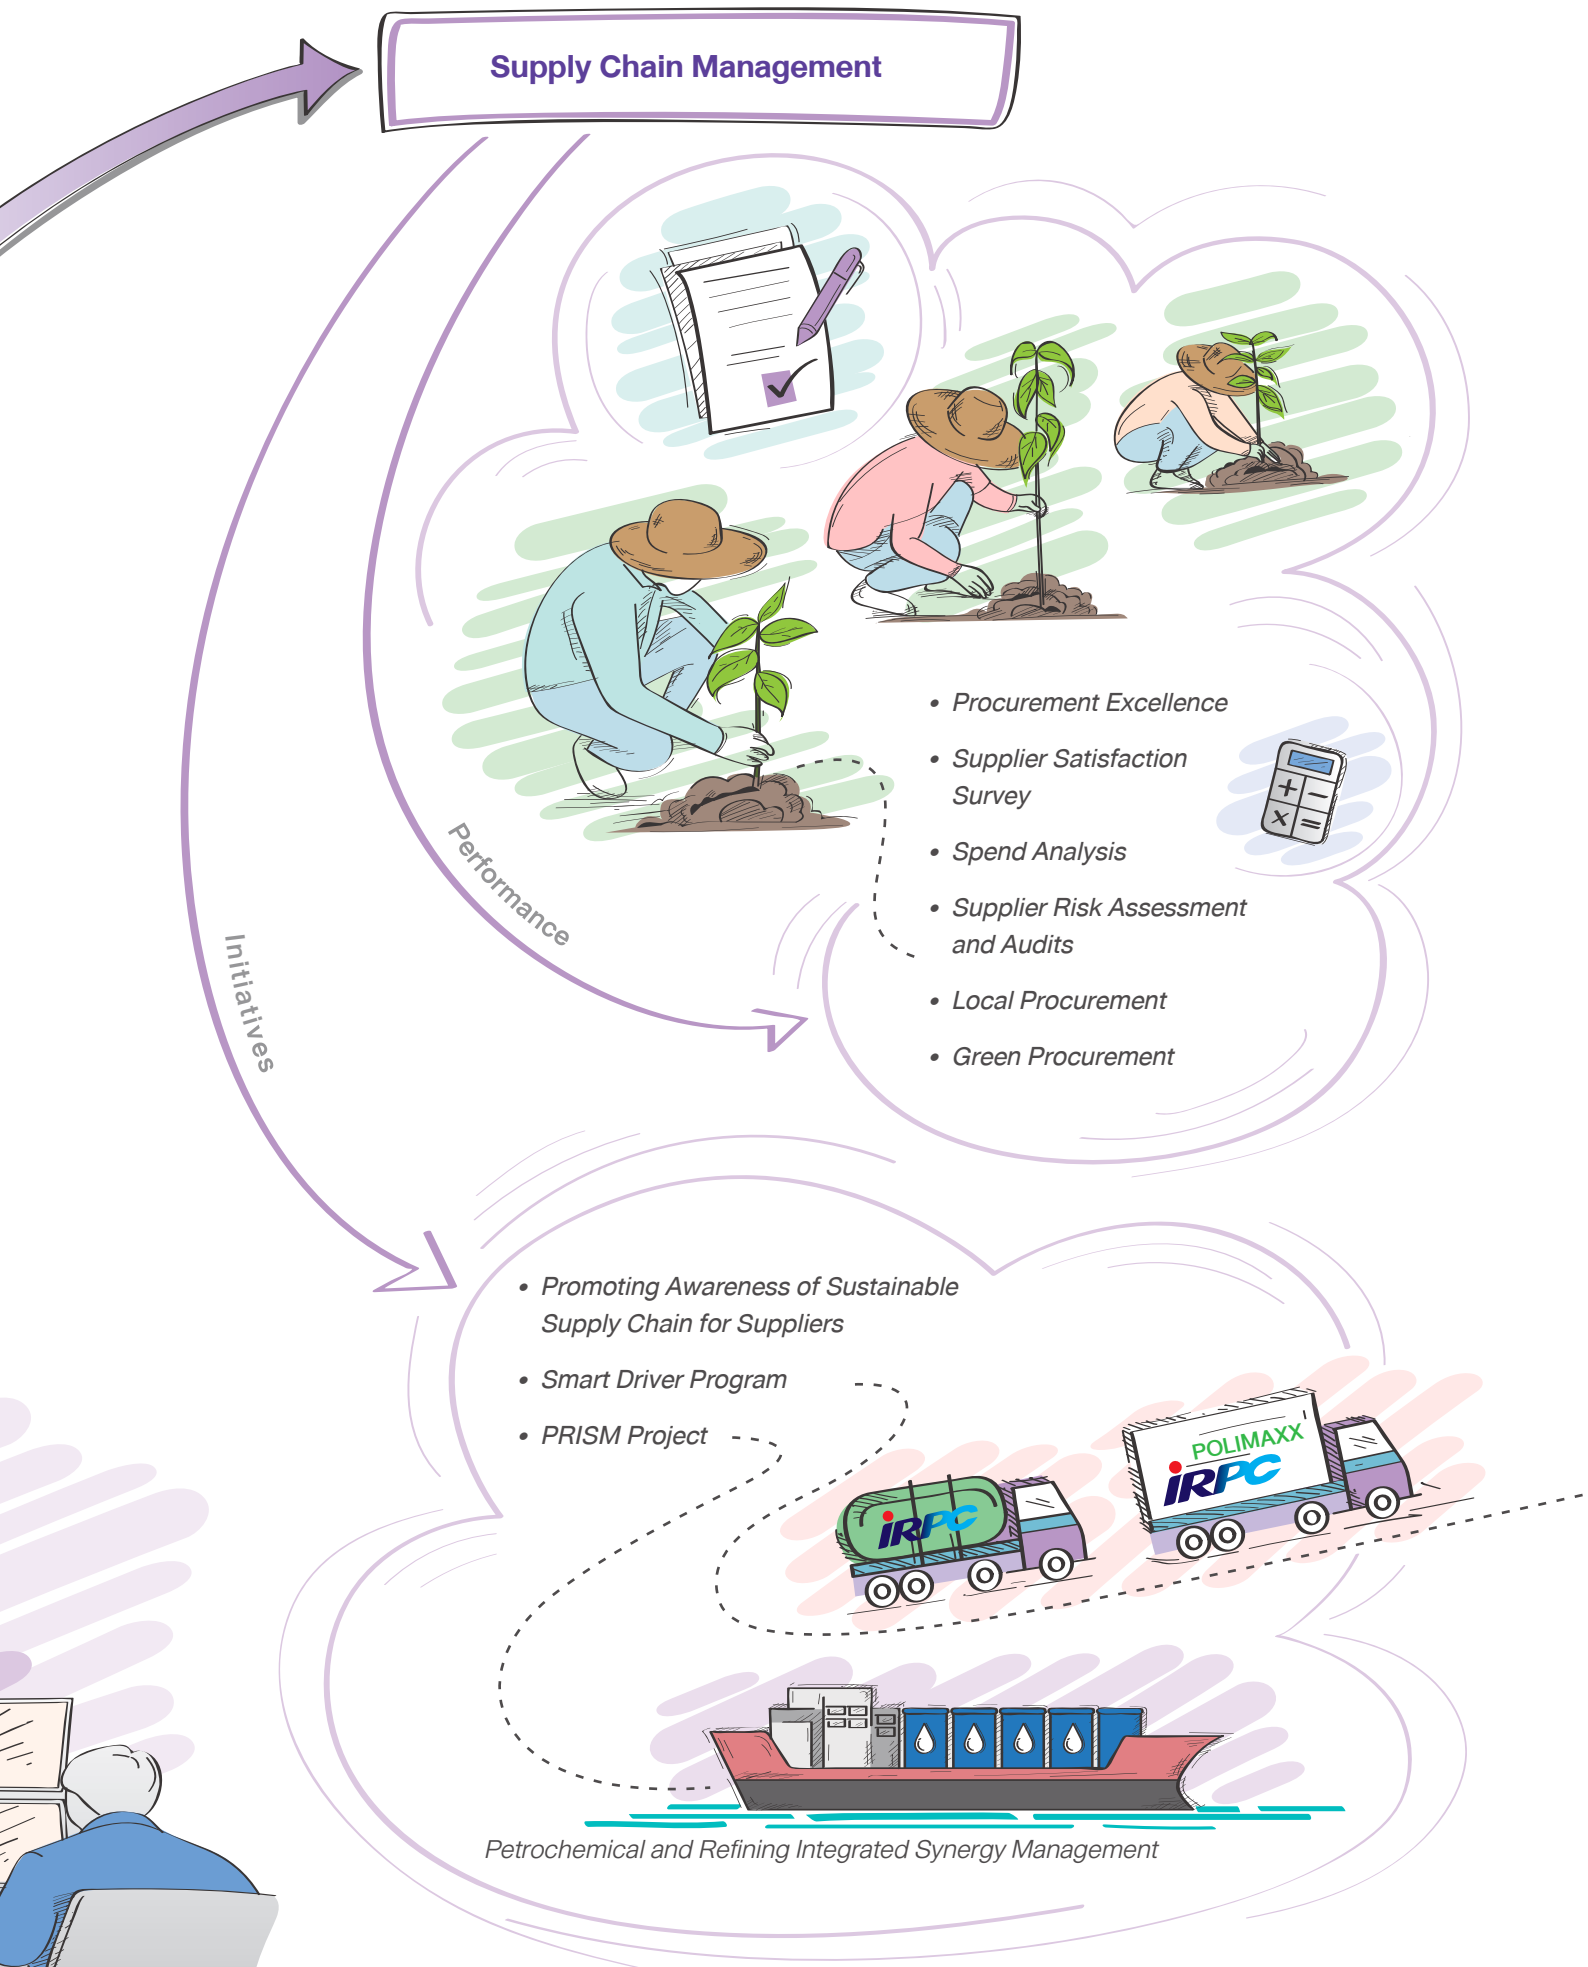 Supply Chain Management
Performance
• Procurement Excellence
• Supplier Satisfaction
Survey
• Spend Analysis
• Supplier Risk Assessment
and Audits
• Local Procurement
• Green Procurement
Initiatives
• Promoting Awareness of Sustainable
Supply Chain for Suppliers
• Smart Driver Program
• PRISM Project
POLIMAXX
iRPC
iRPC
Petrochemical and Refining Integrated Synergy Management